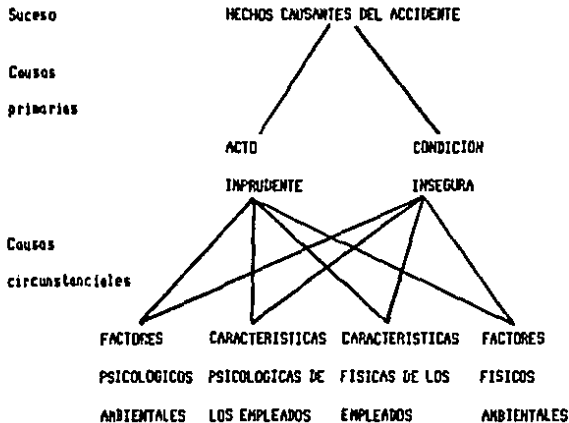 Suceso HECHOS CAUSANTES DEL ACCIDENTE
Causas
primarias
ACTO CONDICION
INPRUDENTE INSEGURA
Causas
circunstanciales
FACTORES CARACTERISTICAS CARACTERISTICAS FACTORES
PSICOLOGICOS PSICOLOGICAS DE FISICAS DE LOS FISICOS
AMBIENTALES LOS EMPLEADOS EMPLEADOS AMBIENTALES